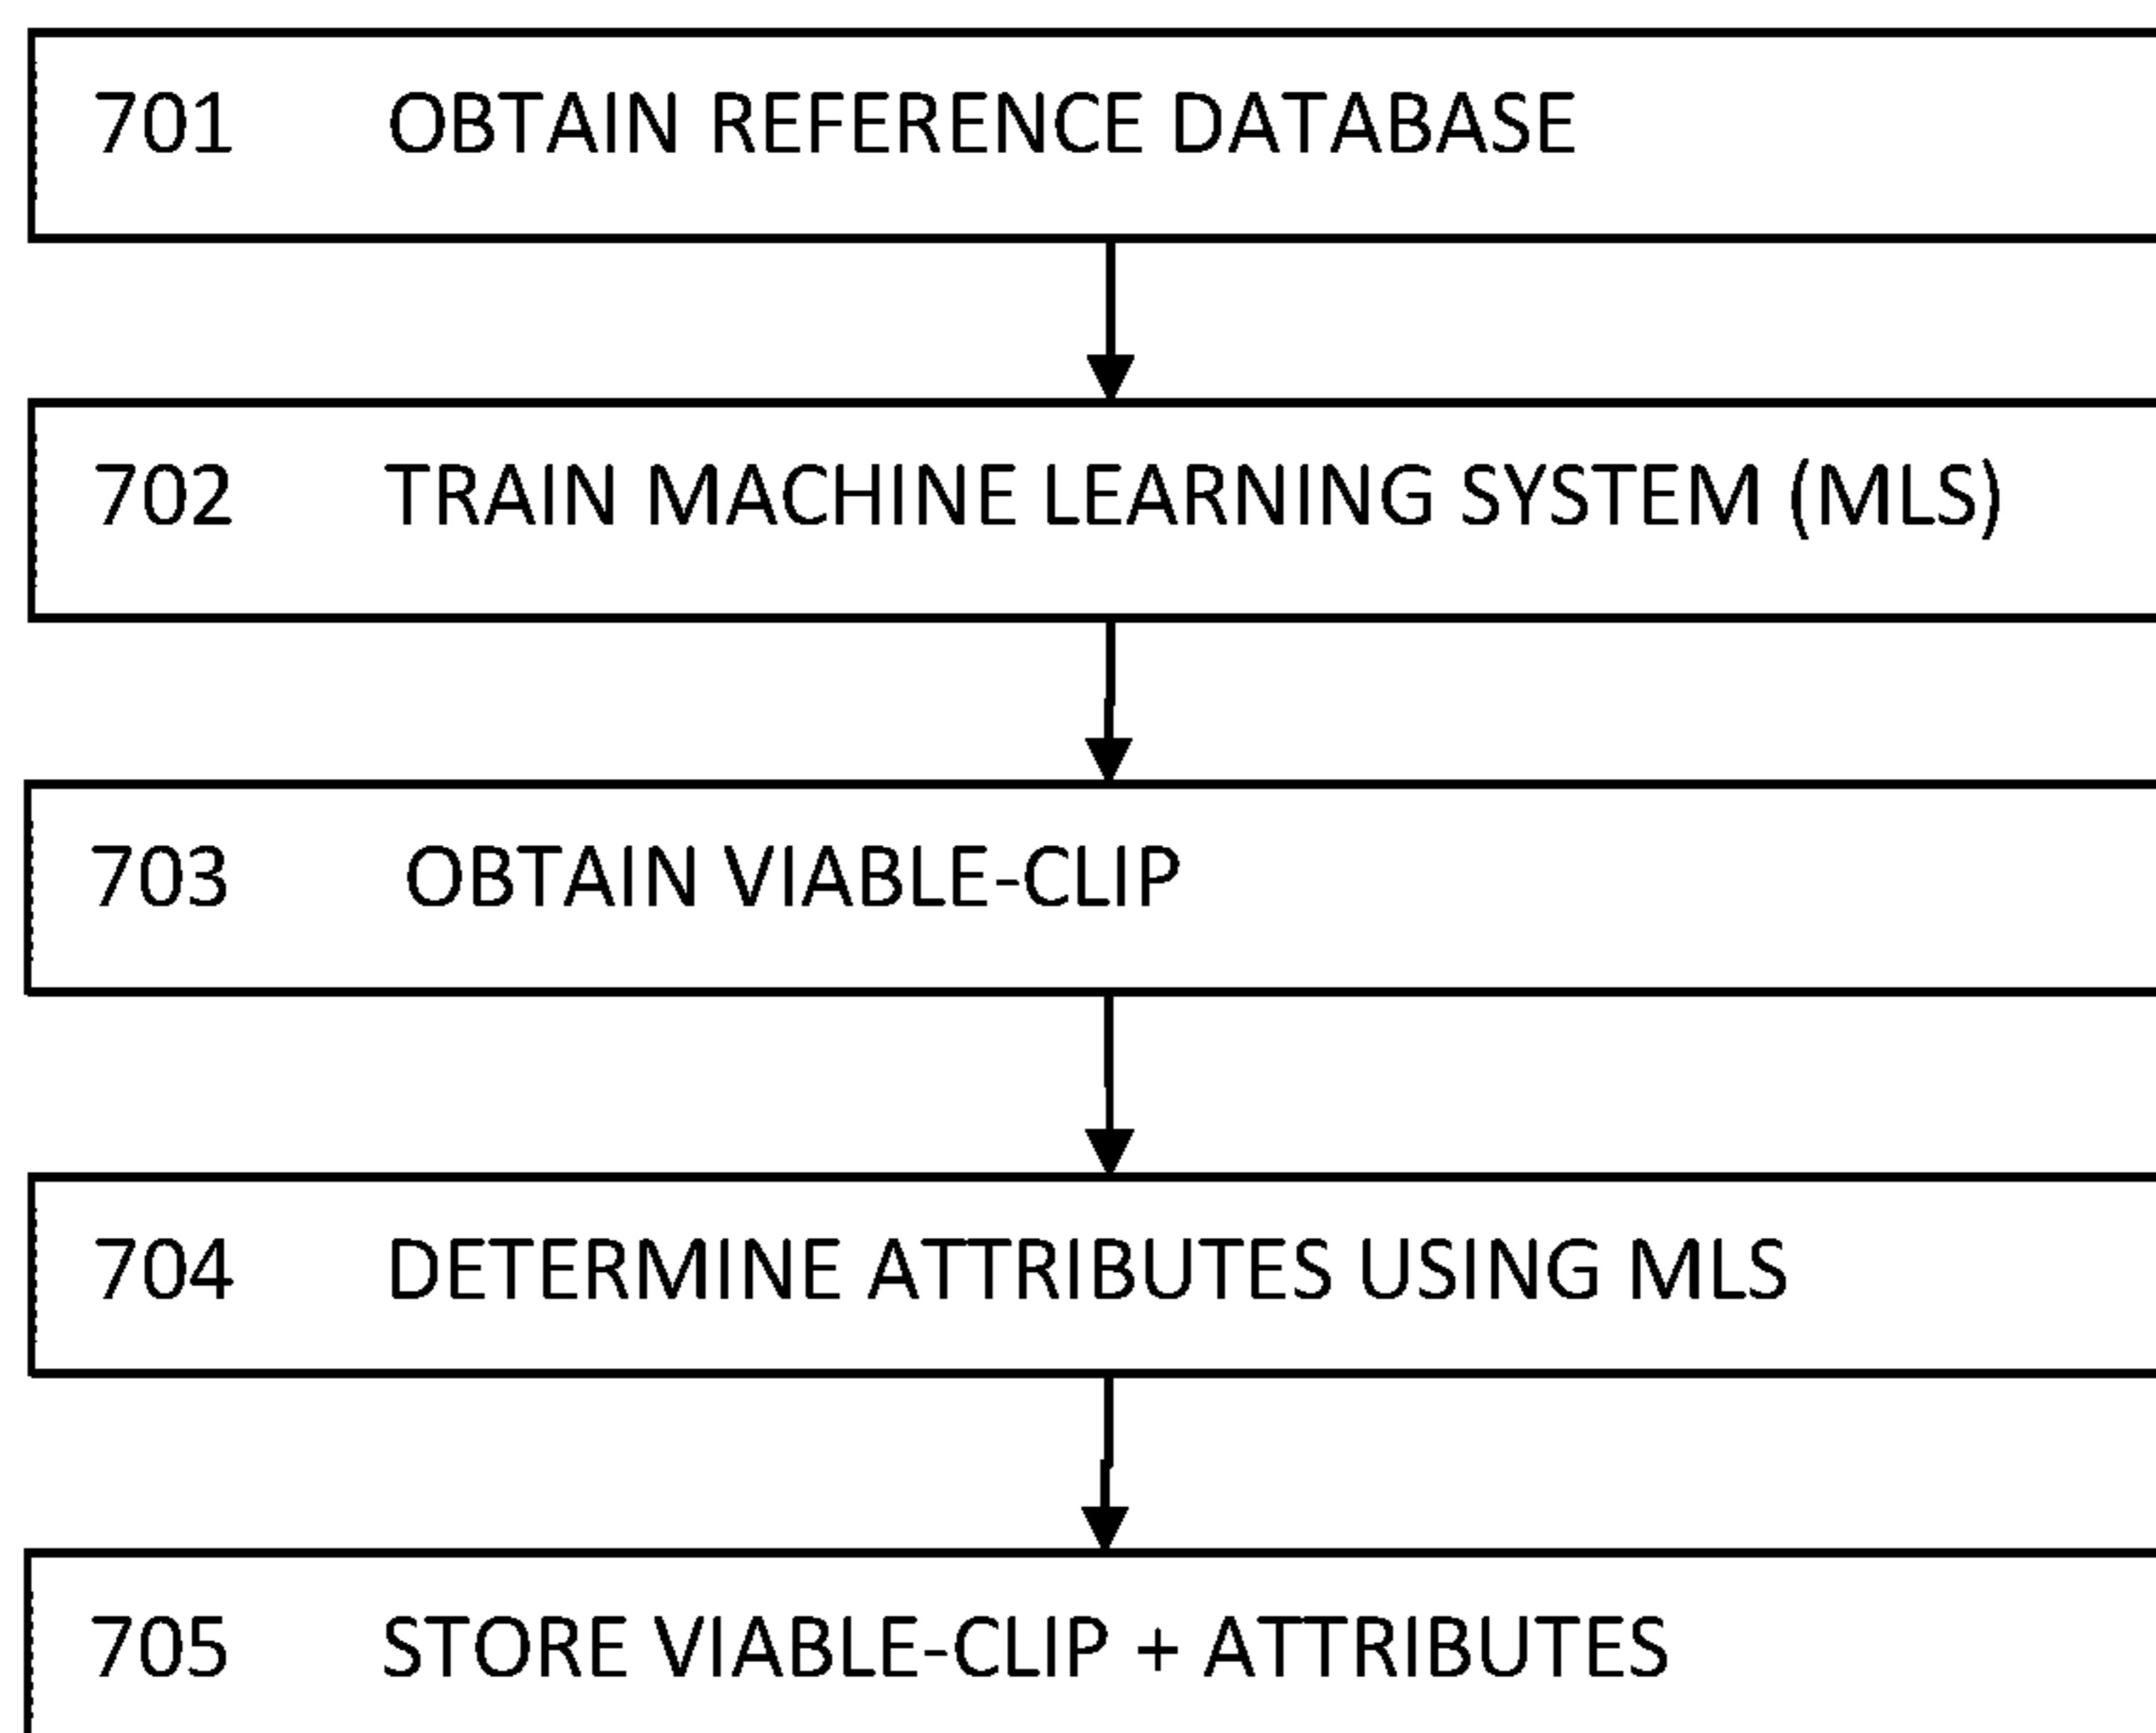 701 OBTAIN REFERENCE DATABASE
702 TRAIN MACHINE LEARNING SYSTEM (MLS)
703 OBTAIN VIABLE-CLIP
704 DETERMINE ATTRIBUTES USING MLS
705 STORE VIABLE-CLIP + ATTRIBUTES